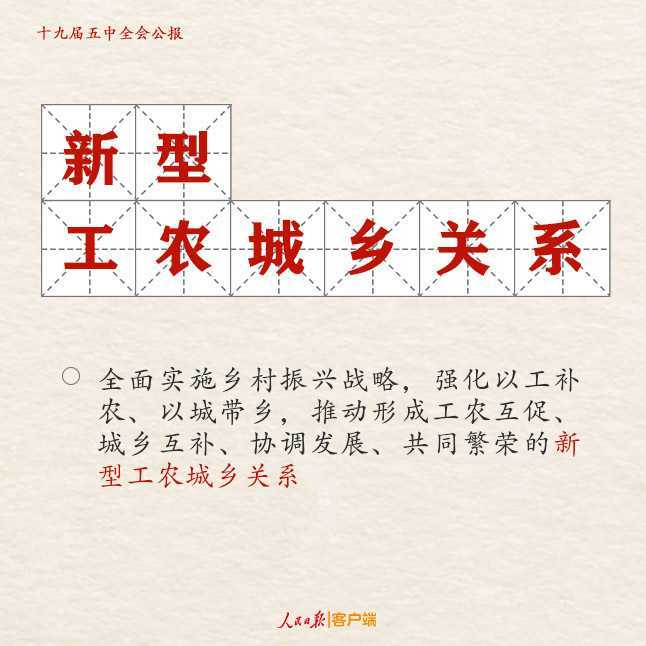 十九届五中全会公报
新型
工农城乡关系
全面实施乡村振兴战略，强化以工补
农、以城带乡，推动形成工农互促、
城乡互补、协调发展、共同繁荣的新
型工农城乡关系
人民日报|客户端